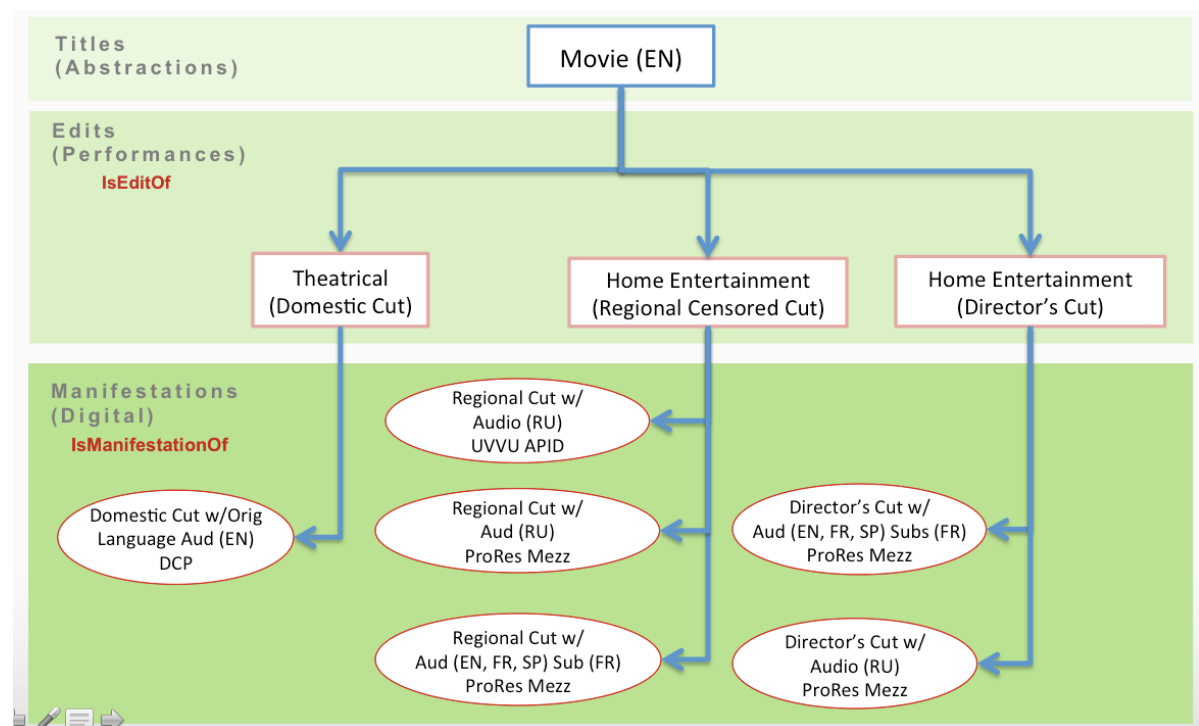 Titles
(Abstractions)
Movie (EN)
Edits
(Performances)
IsEditOf
Theatrical
(Domestic Cut)
Home Entertainment
(Regional Censored Cut)
Home Entertainment
(Director's Cut)
Manifestations
(Digital)
IsManifestationOf
Domestic Cut w/Orig
Language Aud (EN)
DCP
Regional Cut w/
Audio (RU)
UVVU APID
Regional Cut w/
Aud (RU)
ProRes Mezz
Regional Cut w/
Aud (EN, FR, SP) Sub (FR)
ProRes Mezz
Director's Cut w/
Aud (EN, FR, SP) Subs (FR)
ProRes Mezz
Director's Cut w/
Audio (RU)
ProRes Mezz